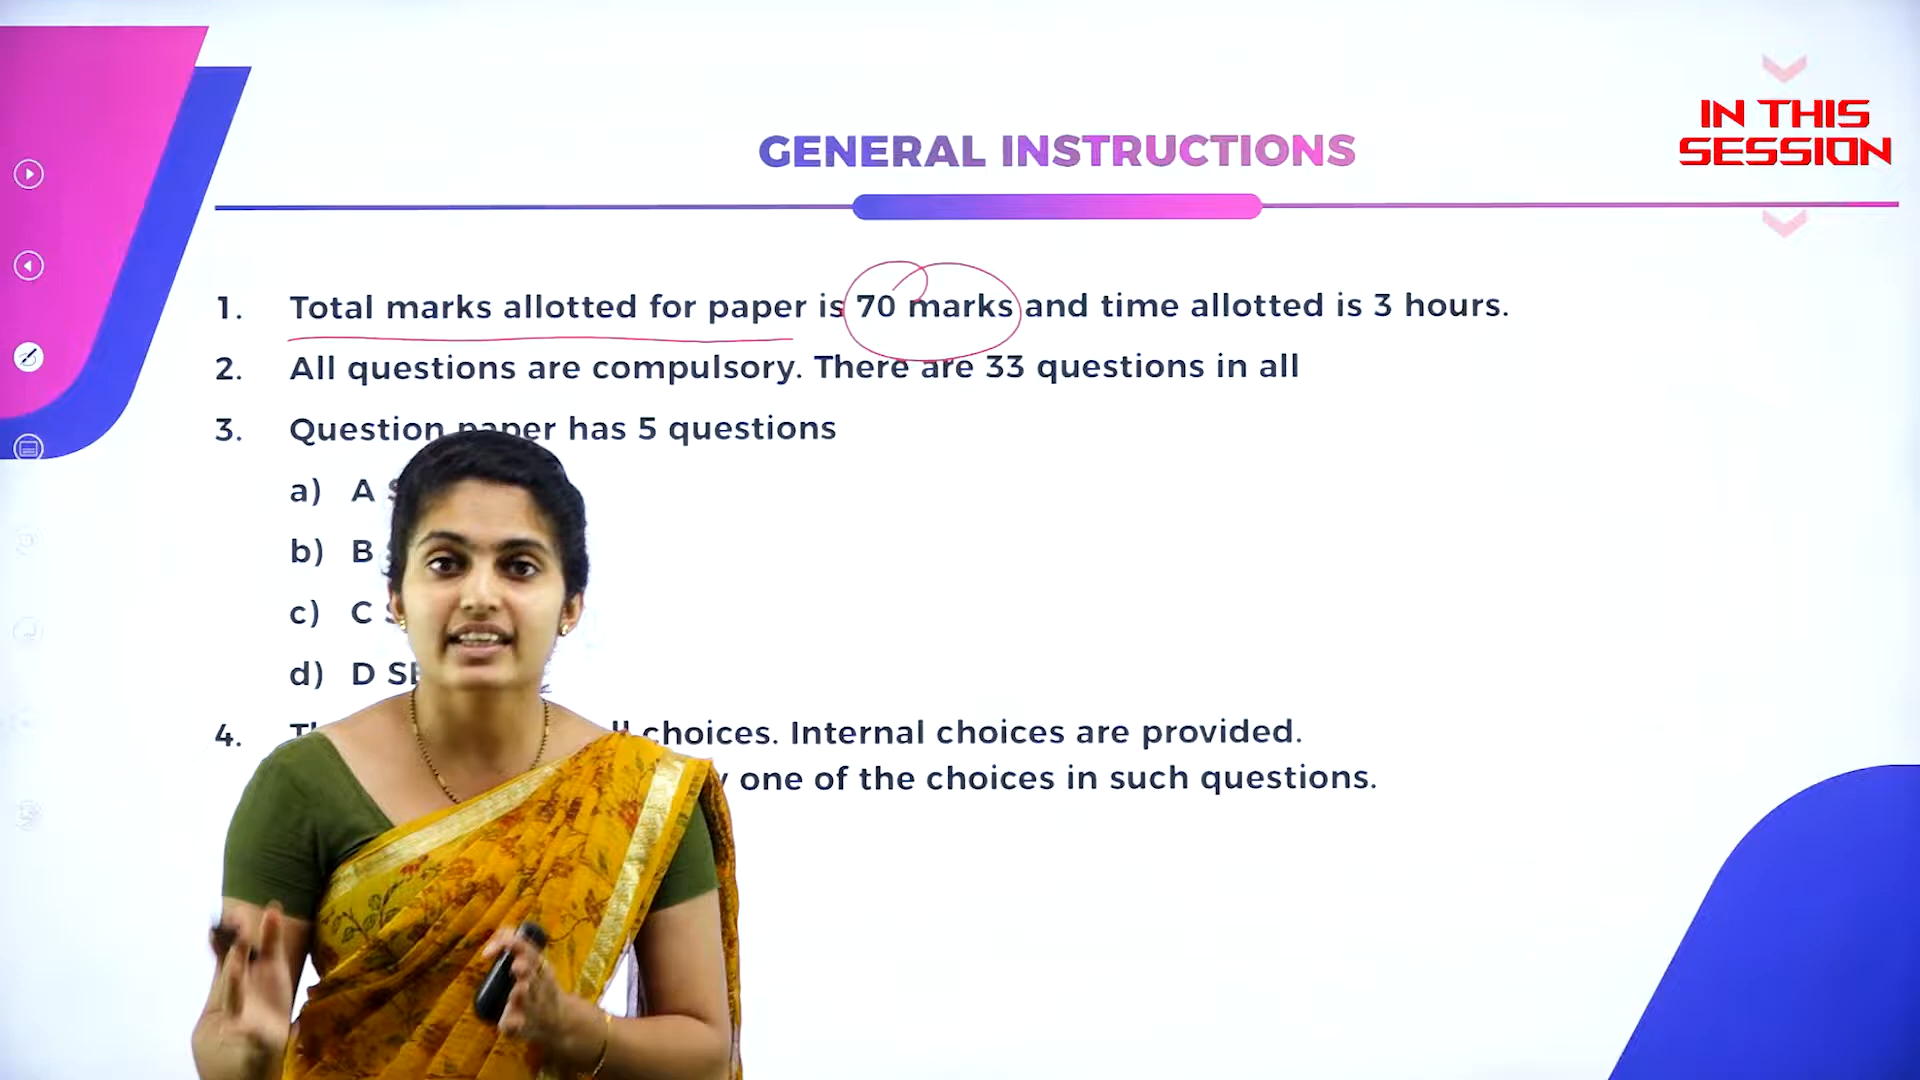 IN THIS
SESSION
GENERAL INSTRUCTIONS
1. Total marks allotted for paper is 70 marks and time allotted is 3 hours.
2. All questions are compulsory. There are 33 questions in all
3. Question paper has 5 questions
a) A
b) B
c) C
d) D
4. choices. Internal choices are provided.
one of the choices in such questions.